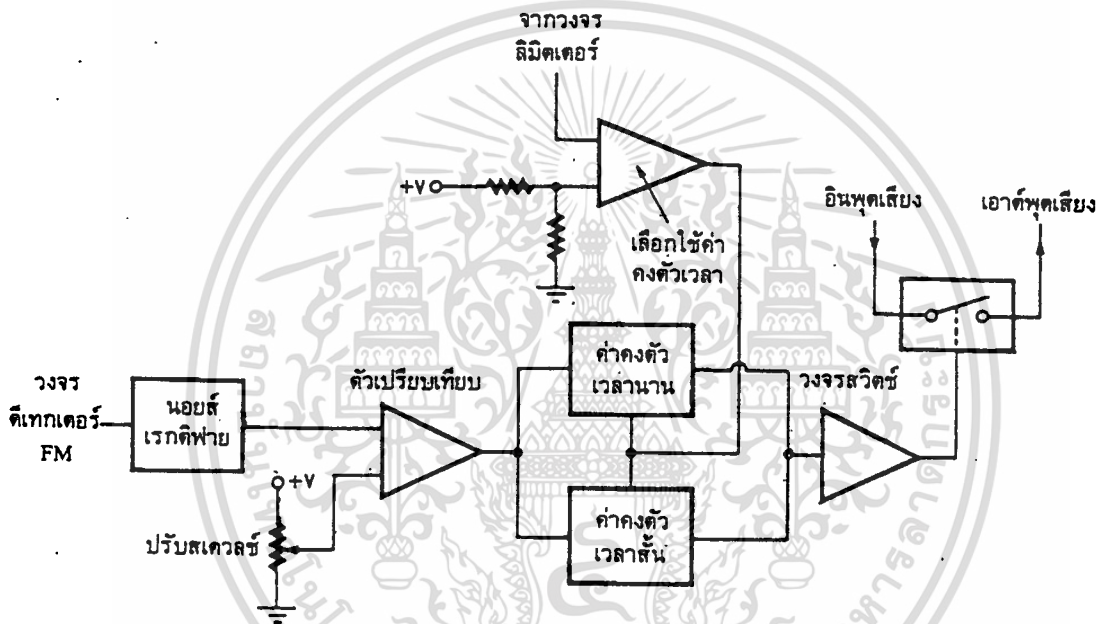 จากวงจร
ลิมิตเตอร์
+V
เลือกใช้ค่า
คงตัวเวลา
อินพุตเสียง
เอาต์พุตเสียง
วงจร
ดีเทกเตอร์
FM
นอยส์
เรกติฟาย
ตัวเปรียบเทียบ
ค่าคงตัว
เวลานาน
วงจรสวิตช์
+V
ปรับสเควลซ์
ค่าคงตัว
เวลาสั้น